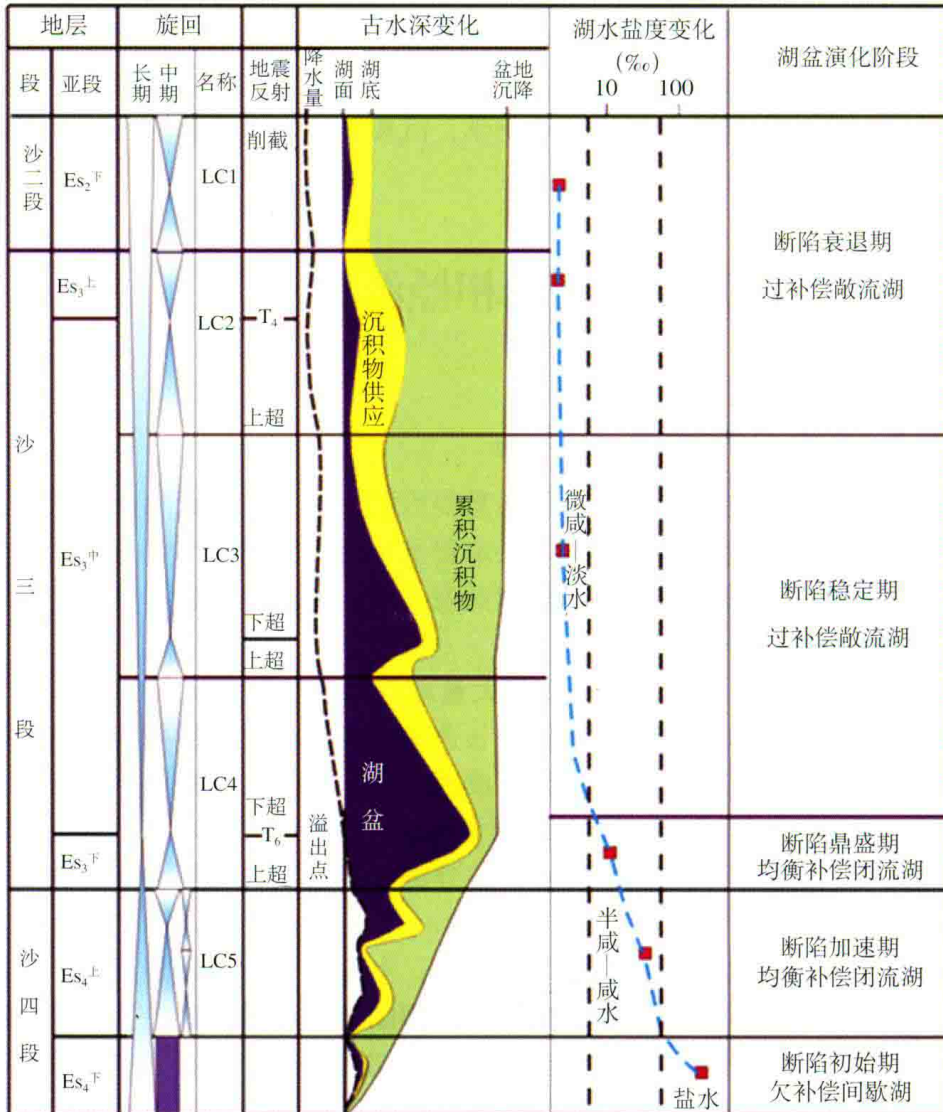 地层
旋回
古水深变化
湖水盐度变化
(‰)
湖盆演化阶段
段
亚段
长期
中期
名称
地震
反射
降水量
湖面
湖底
盆地沉降
10
100
沙二段
Es₂下
LC1
削截
断陷衰退期
过补偿敞流湖
沙三段
Es₃上
LC2
T₄
上超
沉积物供应
Es₃中
LC3
下超
上超
累积沉积物
微咸—淡水
断陷稳定期
过补偿敞流湖
LC4
下超
T₆
上超
湖盆
溢出点
Es₃下
断陷鼎盛期
均衡补偿闭流湖
沙四段
Es₄上
LC5
半咸—咸水
断陷加速期
均衡补偿闭流湖
Es₄下
盐水
断陷初始期
欠补偿间歇湖